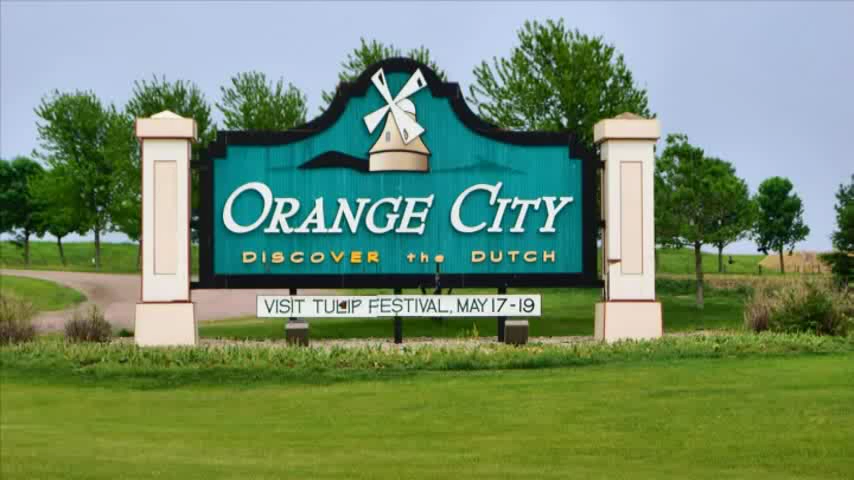 ORANGE CITY
DISCOVER the DUTCH
VISIT TULIP FESTIVAL, MAY 17-19